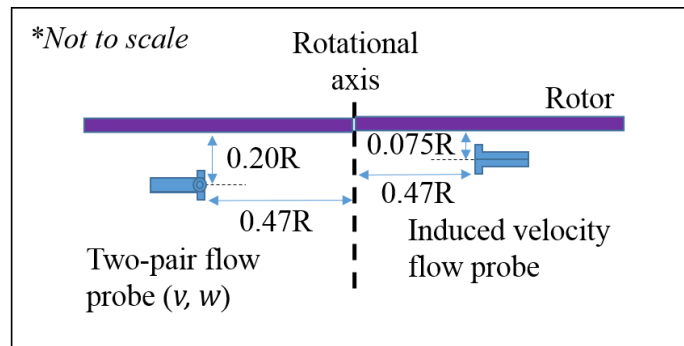 *Not to scale
Rotational
axis
Rotor
0.20R
0.075R
0.47R
0.47R
Two-pair flow
probe (v, w)
Induced velocity
flow probe